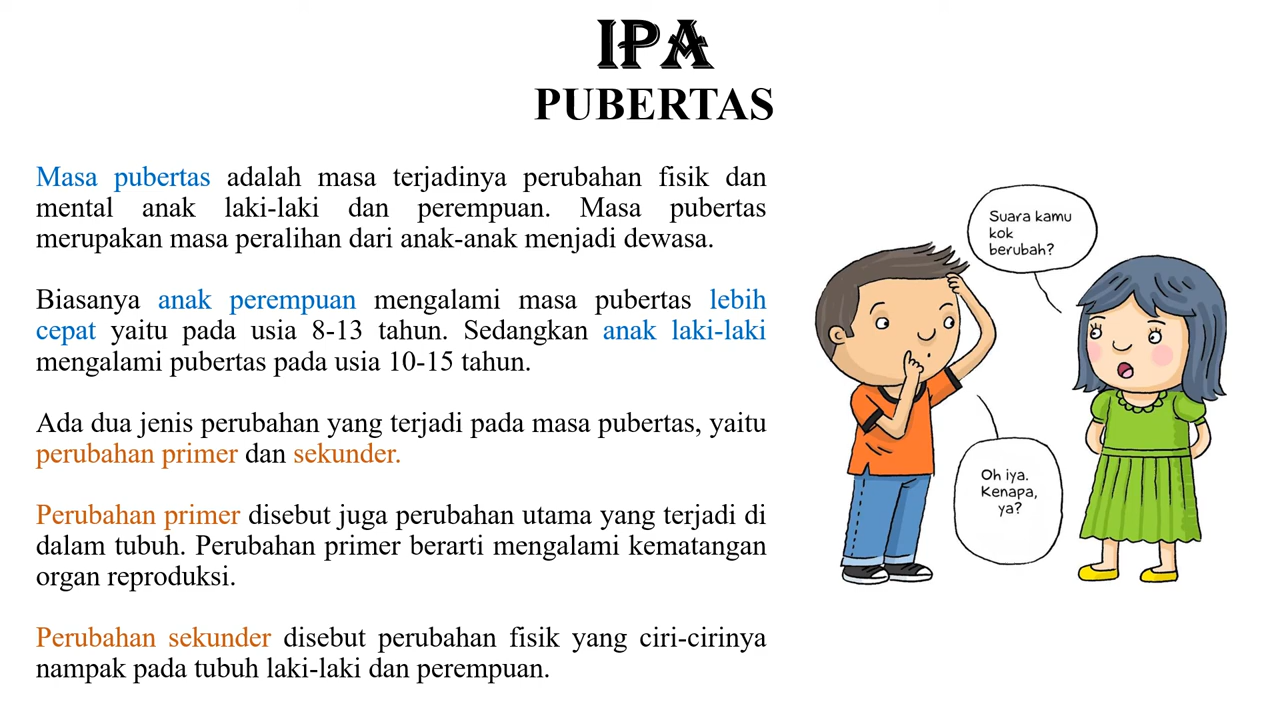 IPA
PUBERTAS
Masa pubertas adalah masa terjadinya perubahan fisik dan
mental anak laki-laki dan perempuan. Masa pubertas
merupakan masa peralihan dari anak-anak menjadi dewasa.
Biasanya anak perempuan mengalami masa pubertas lebih
cepat yaitu pada usia 8-13 tahun. Sedangkan anak laki-laki
mengalami pubertas pada usia 10-15 tahun.
Ada dua jenis perubahan yang terjadi pada masa pubertas, yaitu
perubahan primer dan sekunder.
Perubahan primer disebut juga perubahan utama yang terjadi di
dalam tubuh. Perubahan primer berarti mengalami kematangan
organ reproduksi.
Perubahan sekunder disebut perubahan fisik yang ciri-cirinya
nampak pada tubuh laki-laki dan perempuan.
Suara kamu
kok
berubah?
Oh iya.
Kenapa,
ya?